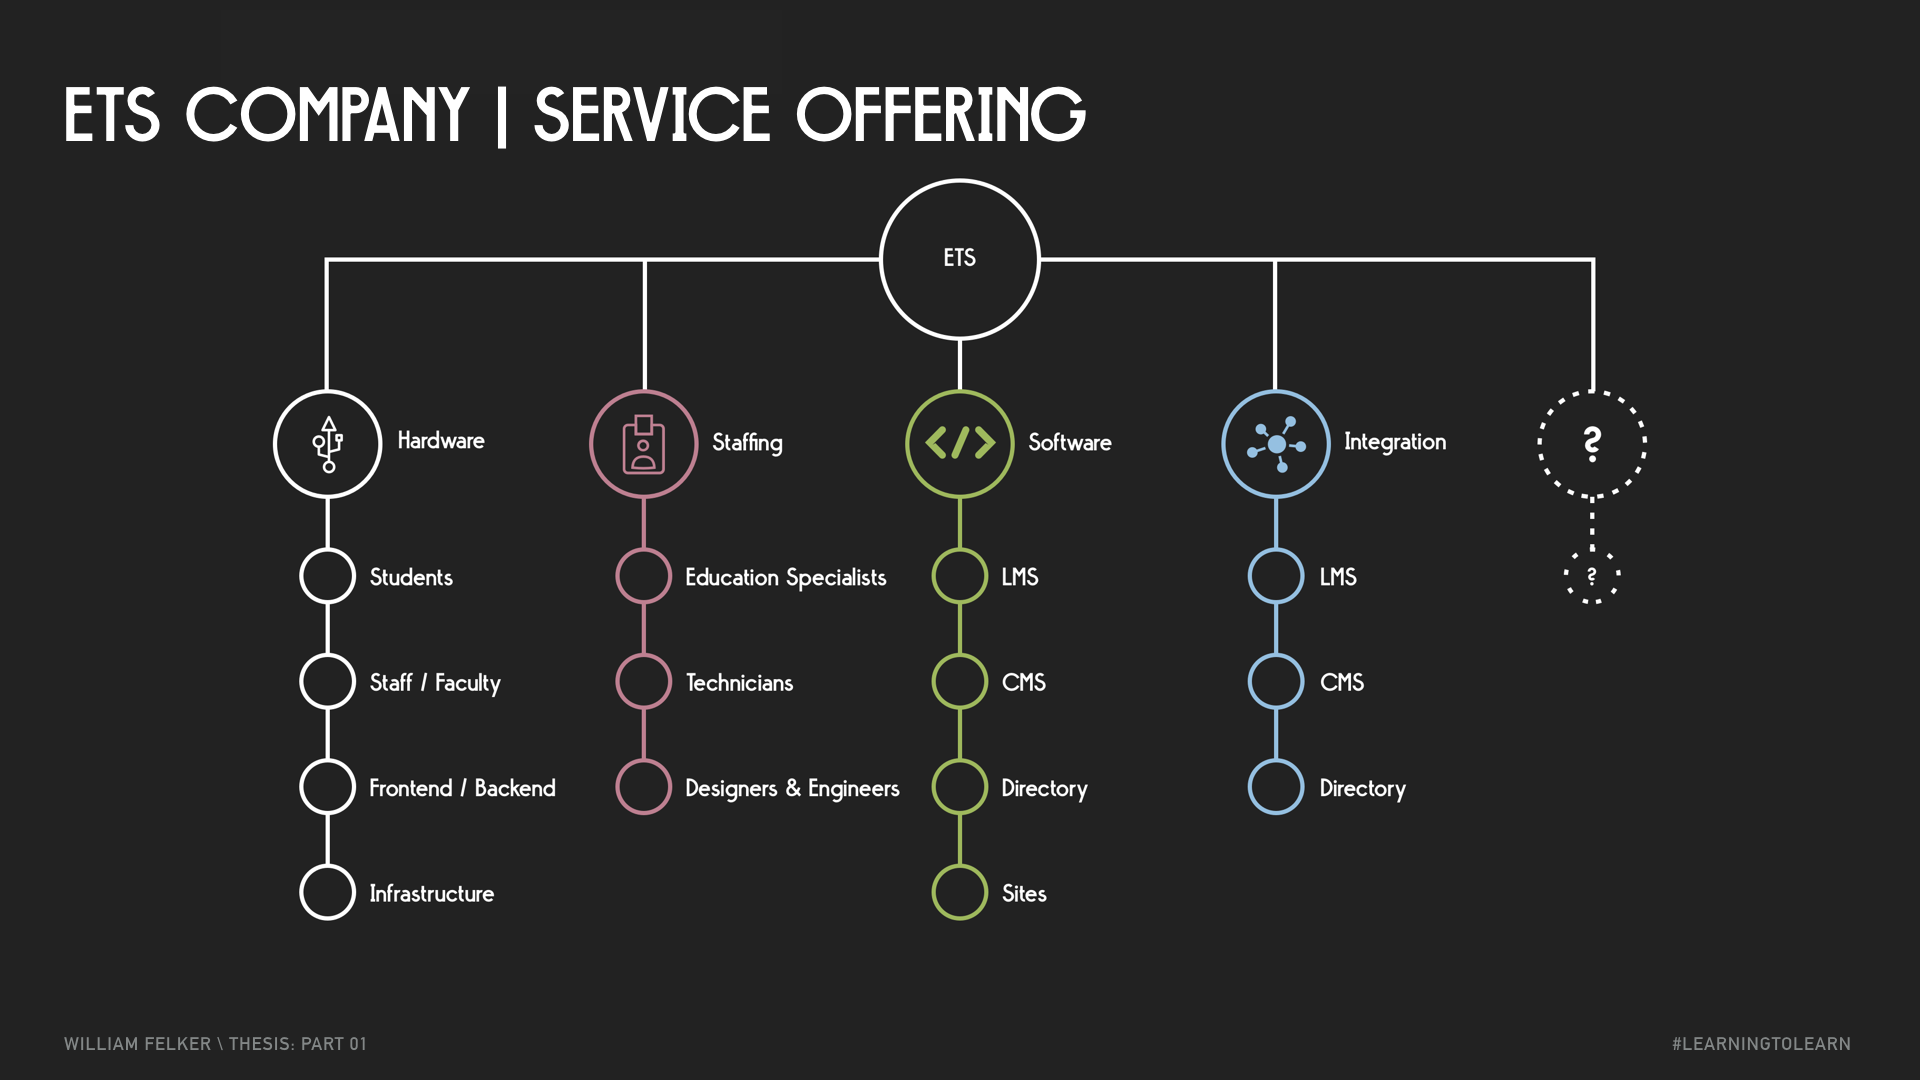 ETS COMPANY | SERVICE OFFERING
ETS
Hardware
Students
Staff / Faculty
Frontend / Backend
Infrastructure
Staffing
Education Specialists
Technicians
Designers & Engineers
</>
Software
LMS
CMS
Directory
Sites
Integration
LMS
CMS
Directory
?
?
WILLIAM FELKER \ THESIS: PART 01
#LEARNINGTOLEARN